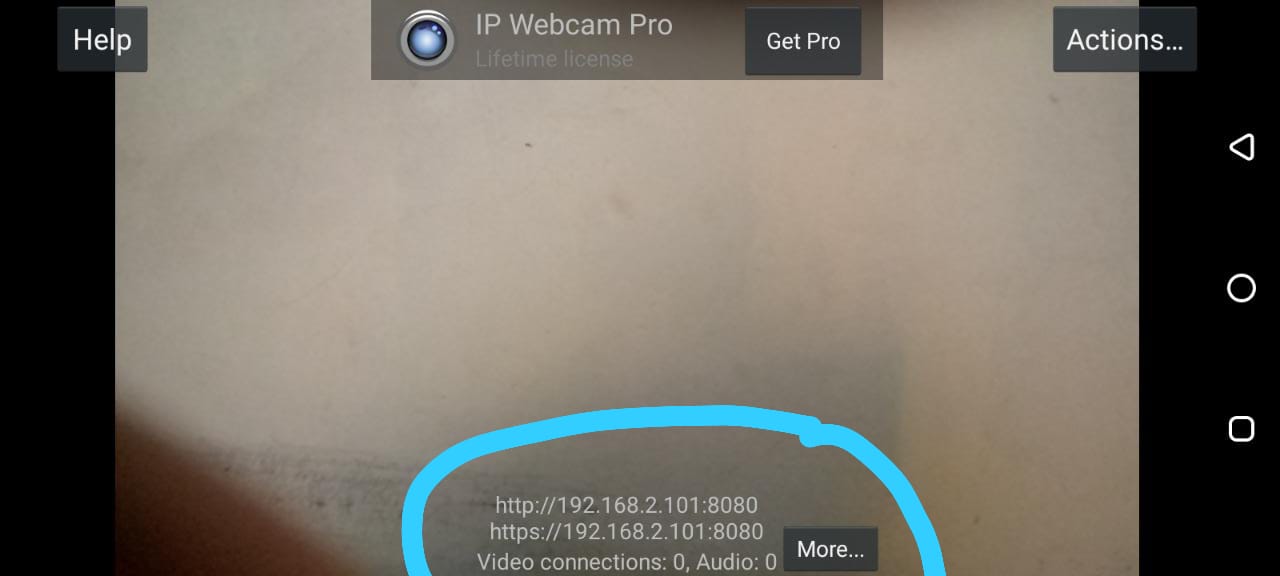 Help
IP Webcam Pro
Lifetime license
Get Pro
Actions...
http://192.168.2.101:8080
https://192.168.2.101:8080
Video connections: 0, Audio: 0
More...